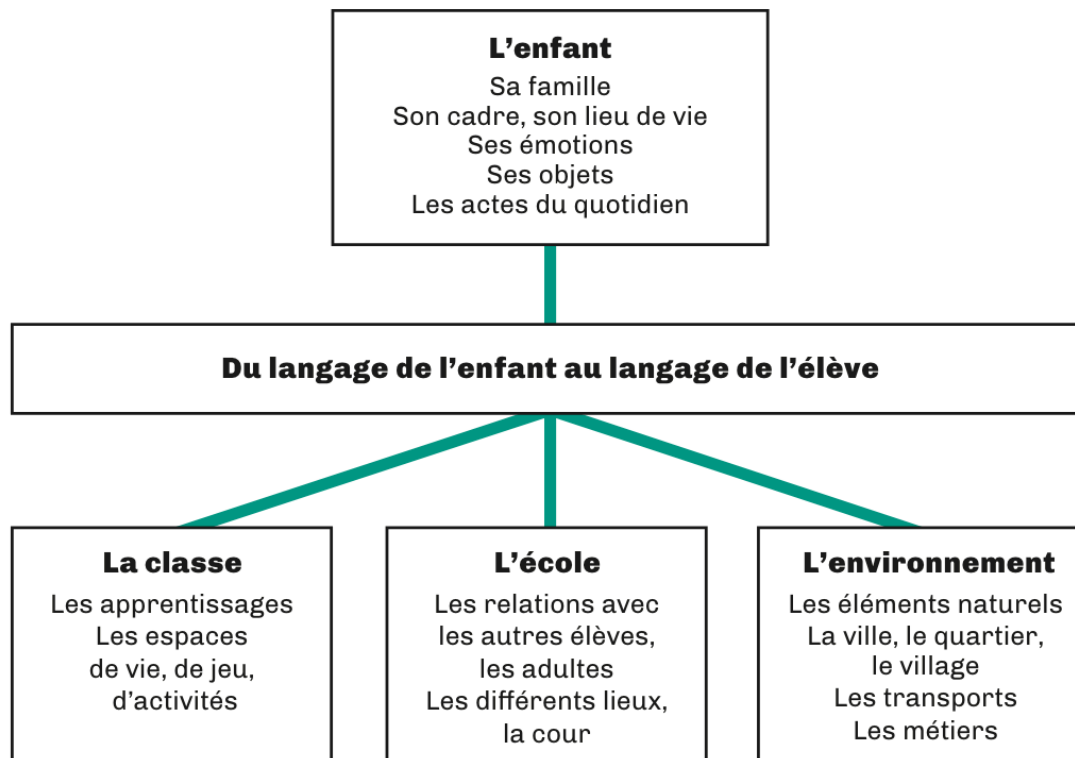 L’enfant
Sa famille
Son cadre, son lieu de vie
Ses émotions
Ses objets
Les actes du quotidien
Du langage de l’enfant au langage de l’élève
La classe
Les apprentissages
Les espaces
de vie, de jeu,
d’activités
L’école
Les relations avec
les autres élèves,
les adultes
Les différents lieux,
la cour
L’environnement
Les éléments naturels
La ville, le quartier,
le village
Les transports
Les métiers